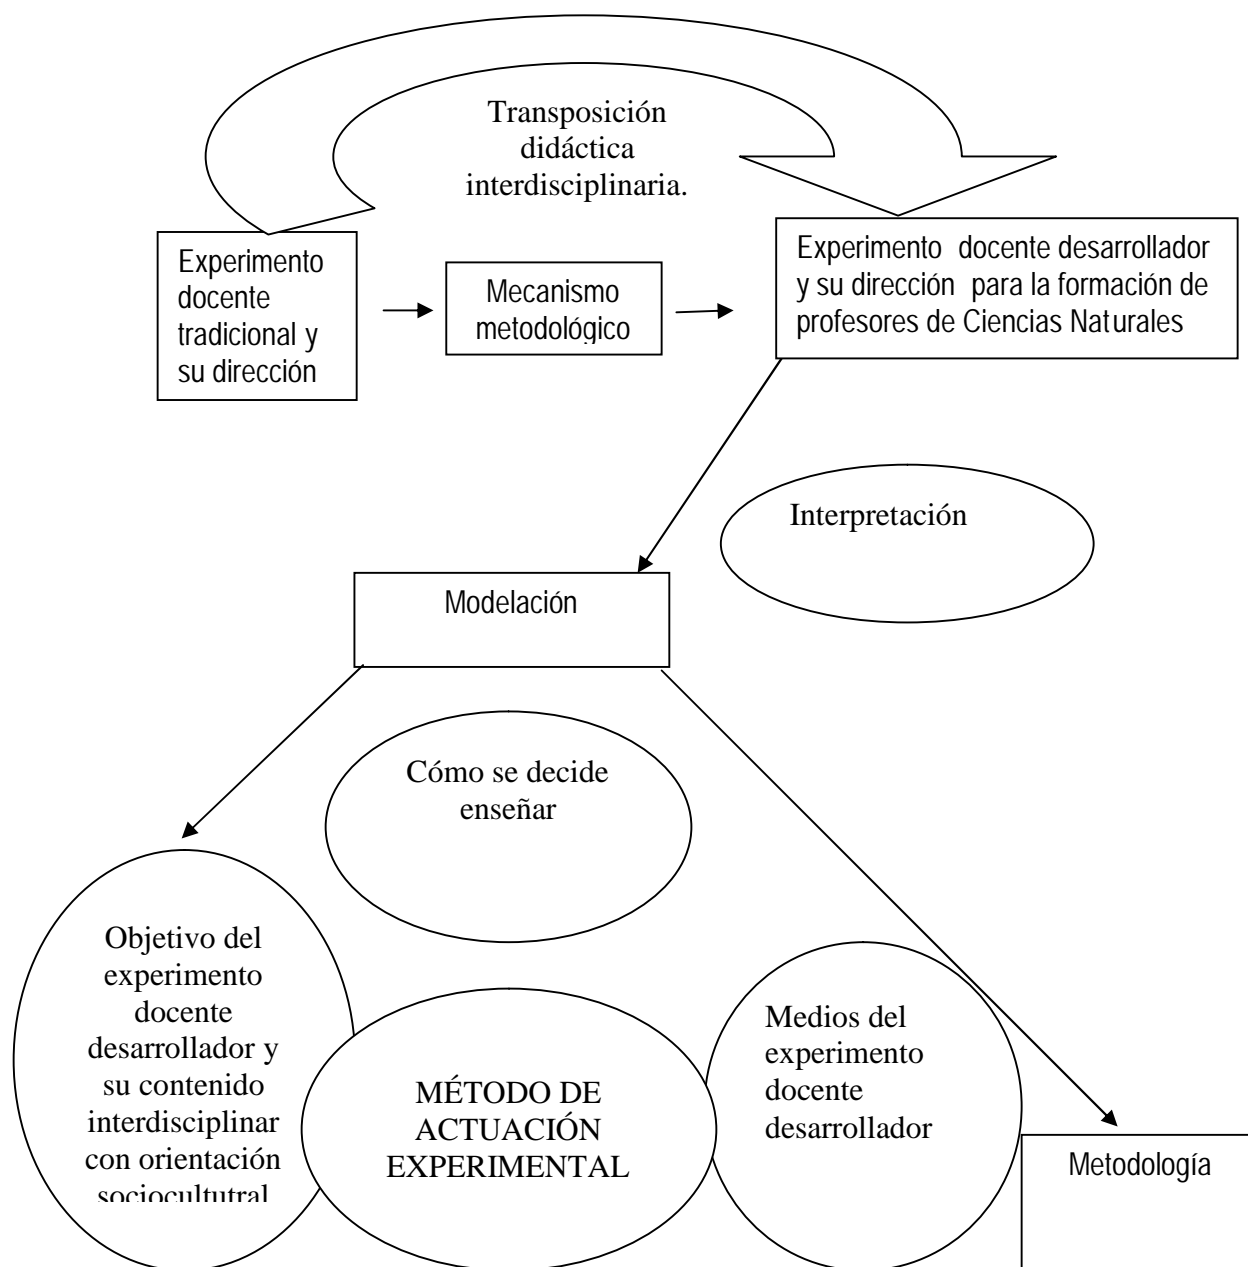 Transposición
didáctica
interdisciplinaria.
Experimento
docente
tradicional y
su dirección
Mecanismo
metodológico
Experimento docente desarrollador
y su dirección para la formación de
profesores de Ciencias Naturales
Interpretación
Modelación
Cómo se decide
enseñar
Objetivo del
experimento
docente
desarrollador y
su contenido
interdisciplinar
con orientación
sociocultutral
MÉTODO DE
ACTUACIÓN
EXPERIMENTAL
Medios del
experimento
docente
desarrollador
Metodología